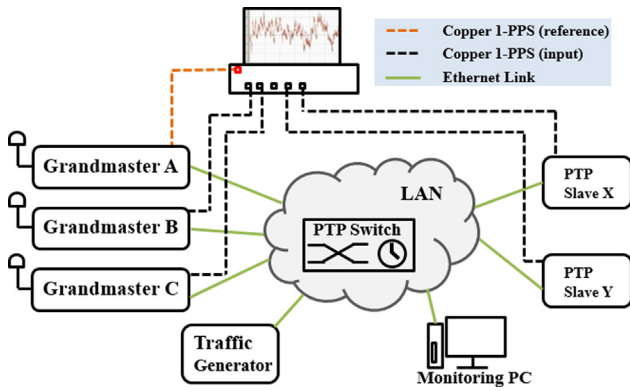 Copper 1-PPS (reference)
Copper 1-PPS (input)
Ethernet Link
Grandmaster A
Grandmaster B
Grandmaster C
LAN
PTP Switch
PTP
Slave X
PTP
Slave Y
Traffic
Generator
Monitoring PC